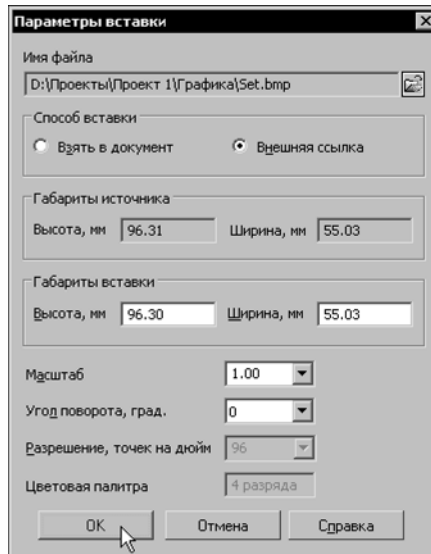 Параметры вставки
Имя файла
D:\Проекты\Проект 1\Графика\Set.bmp
Способ вставки
Взять в документ Внешняя ссылка
Габариты источника
Высота, мм 96.31 Ширина, мм 55.03
Габариты вставки
Высота, мм 96.30 Ширина, мм 55.03
Масштаб 1.00
Угол поворота, град. 0
Разрешение, точек на дюйм 96
Цветовая палитра 4 разряда
OK Отмена Справка